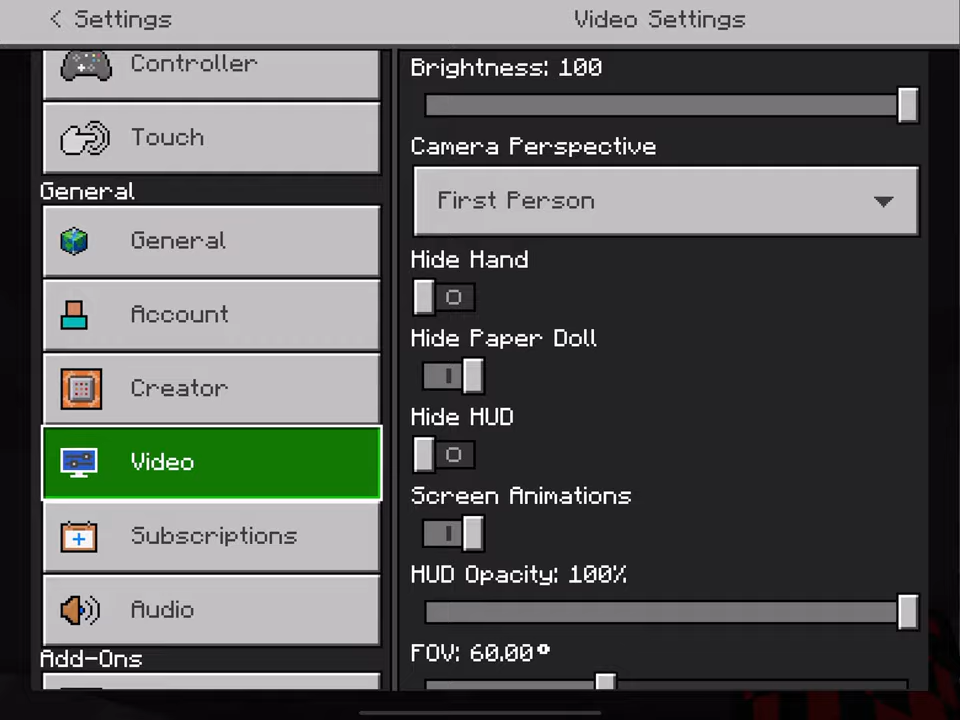 Settings
Video Settings
Controller
Touch
General
General
Account
Creator
Video
Subscriptions
Audio
Add-Ons
Brightness: 100
Camera Perspective
First Person
Hide Hand
Hide Paper Doll
Hide HUD
Screen Animations
HUD Opacity: 100%
FOV: 60.00°